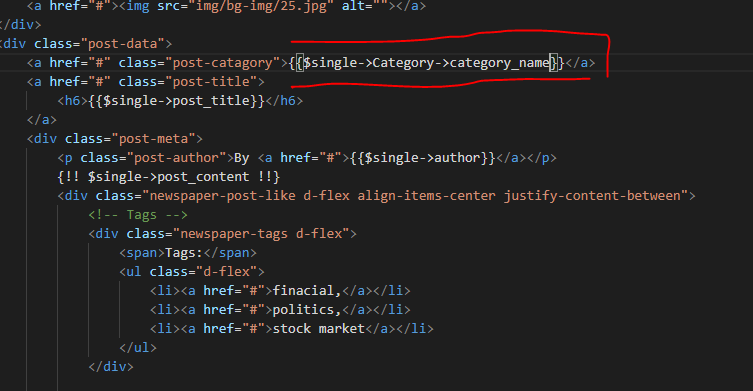 <a href="#"><img src="img/bg-img/25.jpg" alt=""></a>
</div>
<div class="post-data">
<a href="#" class="post-catagory">{{$single->Category->category_name}}</a>
<a href="#" class="post-title">
<h6>{{$single->post_title}}</h6>
</a>
<div class="post-meta">
<p class="post-author">By <a href="#">{{$single->author}}</a></p>
{!! $single->post_content !!}
<div class="newspaper-post-like d-flex align-items-center justify-content-between">
<!-- Tags -->
<div class="newspaper-tags d-flex">
<span>Tags:</span>
<ul class="d-flex">
<li><a href="#">finacial,</a></li>
<li><a href="#">politics,</a></li>
<li><a href="#">stock market</a></li>
</ul>
</div>